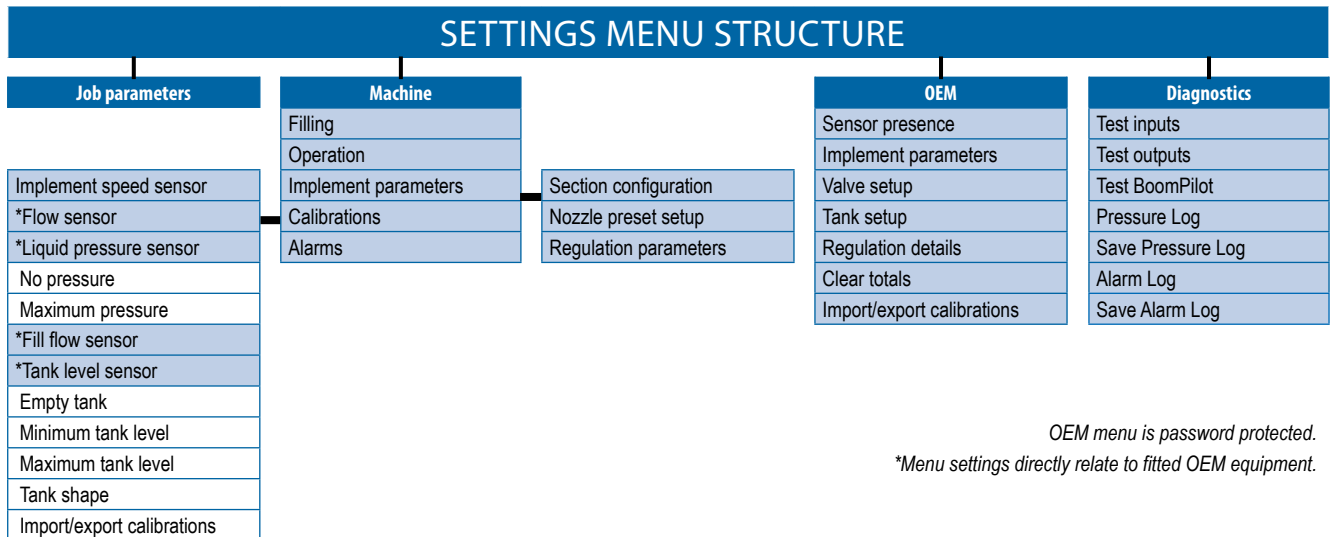 SETTINGS MENU STRUCTURE
Job parameters
Implement speed sensor
*Flow sensor
*Liquid pressure sensor
No pressure
Maximum pressure
*Fill flow sensor
*Tank level sensor
Empty tank
Minimum tank level
Maximum tank level
Tank shape
Import/export calibrations
Machine
Filling
Operation
Implement parameters
Calibrations
Alarms
Section configuration
Nozzle preset setup
Regulation parameters
OEM
Sensor presence
Implement parameters
Valve setup
Tank setup
Regulation details
Clear totals
Import/export calibrations
Diagnostics
Test inputs
Test outputs
Test BoomPilot
Pressure Log
Save Pressure Log
Alarm Log
Save Alarm Log
OEM menu is password protected.
*Menu settings directly relate to fitted OEM equipment.